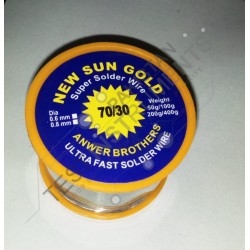 NEW SUN GOLD
Super Solder Wire
Dia
0.6 mm
0.8 mm
70/30
Weight
50g/100g
200g/400g
ANWER BROTHERS
ULTRA FAST SOLDER WIRE